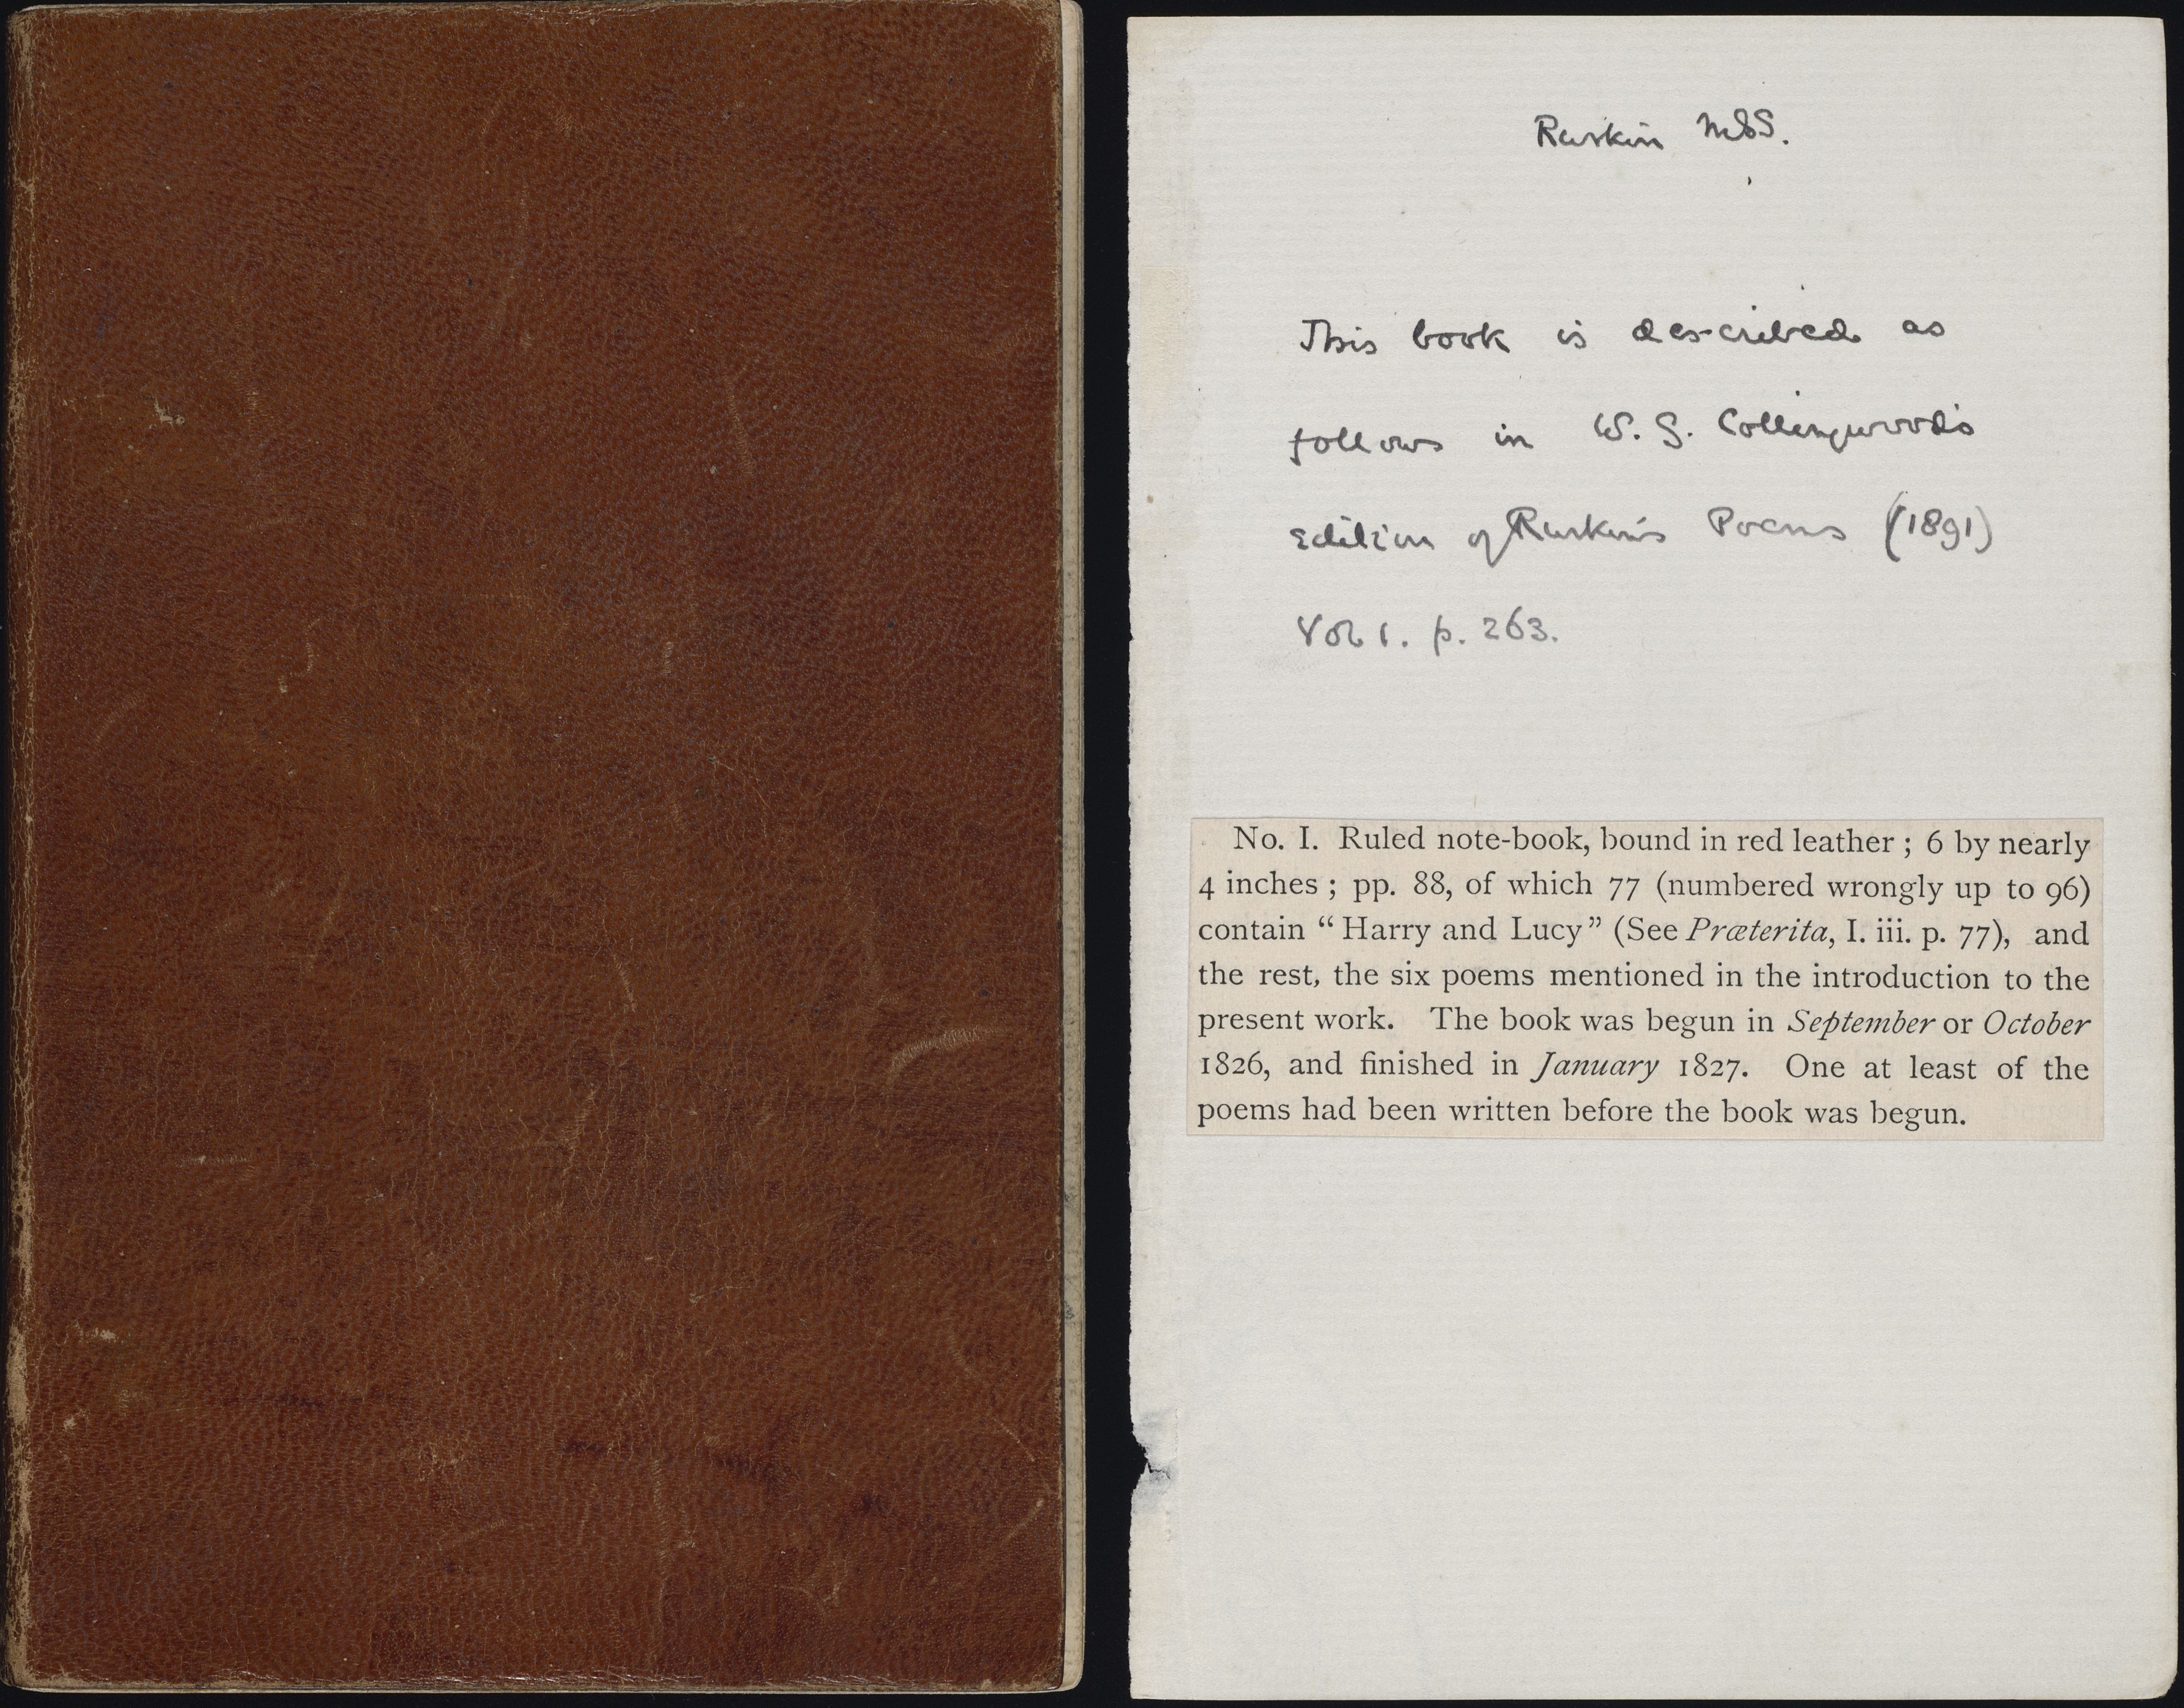 Ruskin MSS.
This book is described as
follows in W. G. Collingwood's
Edition of Ruskin's Poems (1891)
Vol 1. p. 263.
No. I. Ruled note-book, bound in red leather ; 6 by nearly
4 inches ; pp. 88, of which 77 (numbered wrongly up to 96)
contain “ Harry and Lucy” (See Præterita, I. iii. p. 77), and
the rest, the six poems mentioned in the introduction to the
present work. The book was begun in September or October
1826, and finished in January 1827. One at least of the
poems had been written before the book was begun.